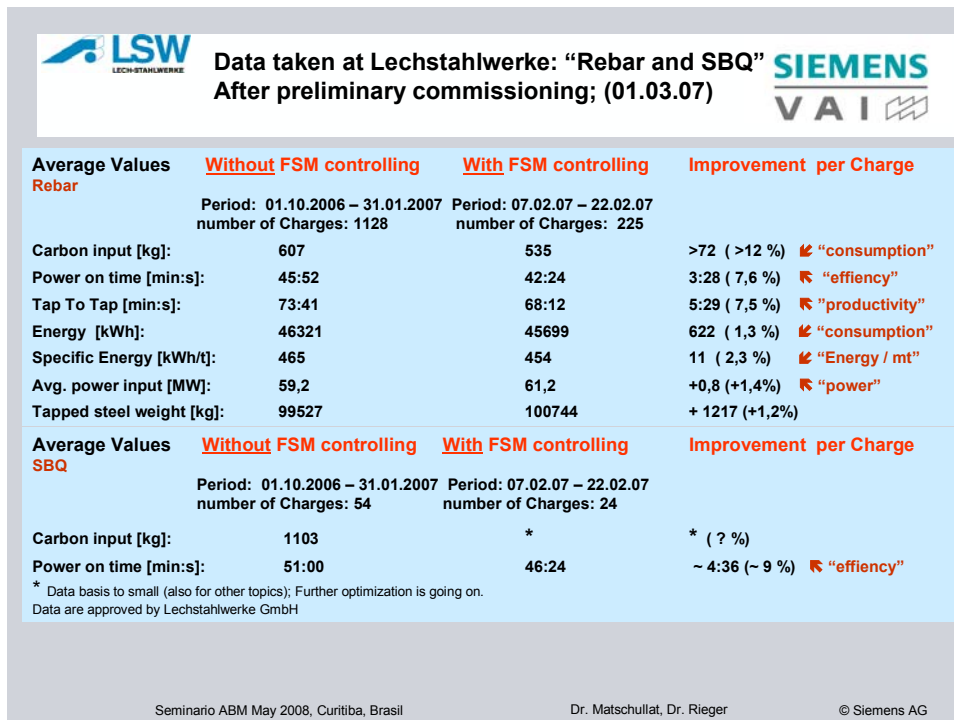 LSW
LECH-STAHLWERKE
Data taken at Lechstahlwerke: “Rebar and SBQ”
After preliminary commissioning; (01.03.07)
SIEMENS
VAI
Average Values Without FSM controlling With FSM controlling Improvement per Charge
Rebar
Period: 01.10.2006 – 31.01.2007 Period: 07.02.07 – 22.02.07
number of Charges: 1128 number of Charges: 225
Carbon input [kg]: 607 535 >72 ( >12 %) “consumption”
Power on time [min:s]: 45:52 42:24 3:28 ( 7,6 %) “effiency”
Tap To Tap [min:s]: 73:41 68:12 5:29 ( 7,5 %) ”productivity”
Energy [kWh]: 46321 45699 622 ( 1,3 %) “consumption”
Specific Energy [kWh/t]: 465 454 11 ( 2,3 %) “Energy / mt”
Avg. power input [MW]: 59,2 61,2 +0,8 (+1,4%) “power”
Tapped steel weight [kg]: 99527 100744 + 1217 (+1,2%)
Average Values Without FSM controlling With FSM controlling Improvement per Charge
SBQ
Period: 01.10.2006 – 31.01.2007 Period: 07.02.07 – 22.02.07
number of Charges: 54 number of Charges: 24
Carbon input [kg]: 1103 * * ( ? %)
Power on time [min:s]: 51:00 46:24 ~ 4:36 (~ 9 %) “effiency”
* Data basis to small (also for other topics); Further optimization is going on.
Data are approved by Lechstahlwerke GmbH
Seminario ABM May 2008, Curitiba, Brasil Dr. Matschullat, Dr. Rieger © Siemens AG